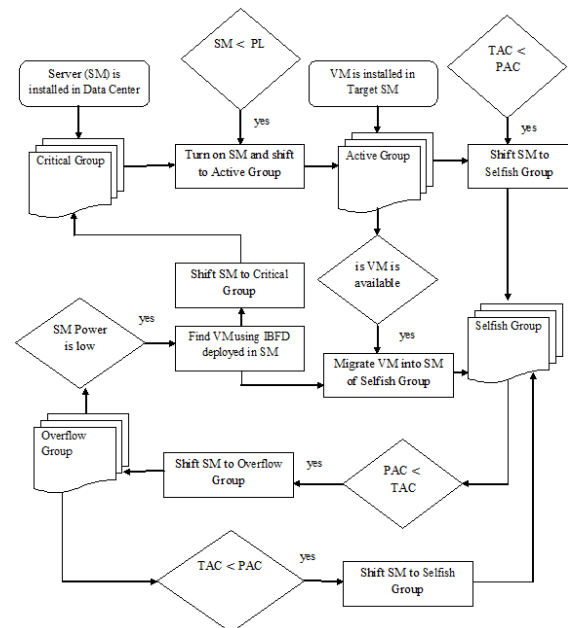 SM < PL
TAC <
PAC
Server (SM) is
installed in Data Center
VM is installed in
Target SM
yes
yes
Critical Group
Turn on SM and shift
to Active Group
Active Group
Shift SM to
Selfish Group
Shift SM to Critical
Group
is VM is
available
SM Power
is low
yes
Find VM using IBFD
deployed in SM
yes
Migrate VM into SM
of Selfish Group
Selfish Group
Overflow
Group
Shift SM to Overflow
Group
yes
PAC <
TAC
TAC < PAC
yes
Shift SM to Selfish
Group